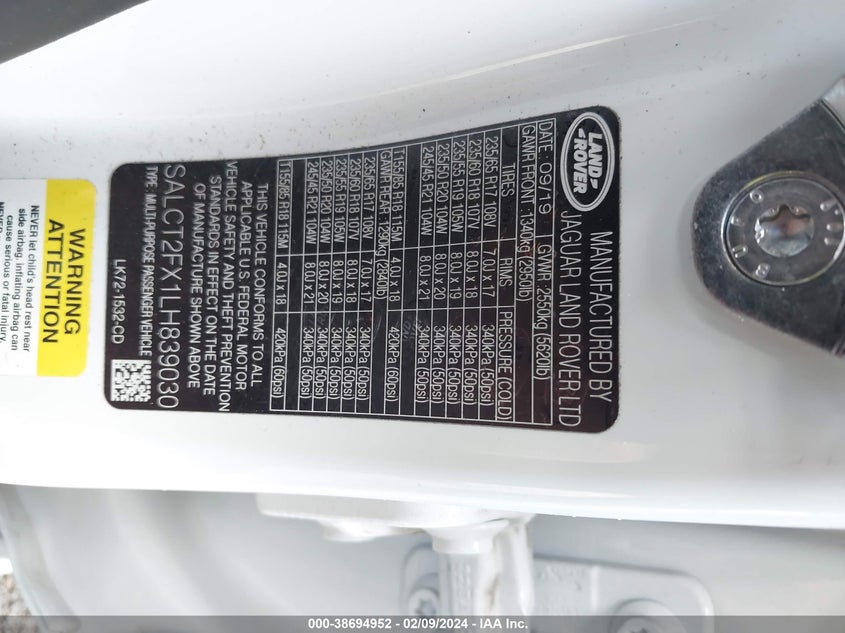 LAND
ROVER
MANUFACTURED BY
JAGUAR LAND ROVER LTD
DATE: 09/19 GVWR: 2550kg (5620lb)
GAWR FRONT: 1340kg (2950lb)
TIRES RIMS PRESSURE (COLD)
235/65 R17 108V 7.0J x 17 340kPa (50psi)
235/60 R18 107V 8.0J x 18 340kPa (50psi)
235/55 R19 105W 8.0J x 19 340kPa (50psi)
235/50 R20 104W 8.0J x 20 340kPa (50psi)
245/45 R21 104W 8.0J x 21 340kPa (50psi)
T155/85 R18 115M 4.0J x 18 420kPa (60psi)
GAWR REAR: 1290kg (2840lb)
235/65 R17 108V 7.0J x 17 340kPa (50psi)
235/60 R18 107V 8.0J x 18 340kPa (50psi)
235/55 R19 105W 8.0J x 19 340kPa (50psi)
235/50 R20 104W 8.0J x 20 340kPa (50psi)
245/45 R21 104W 8.0J x 21 340kPa (50psi)
T155/85 R18 115M 4.0J x 18 420kPa (60psi)
THIS VEHICLE CONFORMS TO ALL
APPLICABLE U.S. FEDERAL MOTOR
VEHICLE SAFETY AND THEFT PREVENTION
STANDARDS IN EFFECT ON THE DATE
OF MANUFACTURE SHOWN ABOVE
SALCT2FX1LH839030
TYPE: MULTI-PURPOSE PASSENGER VEHICLE
LK72-1532-CD
WARNING
ATTENTION
NEVER let child's head rest near
side airbag, inflating airbag can
cause serious or fatal injury.
000-38694952 - 02/09/2024 - IAA Inc.